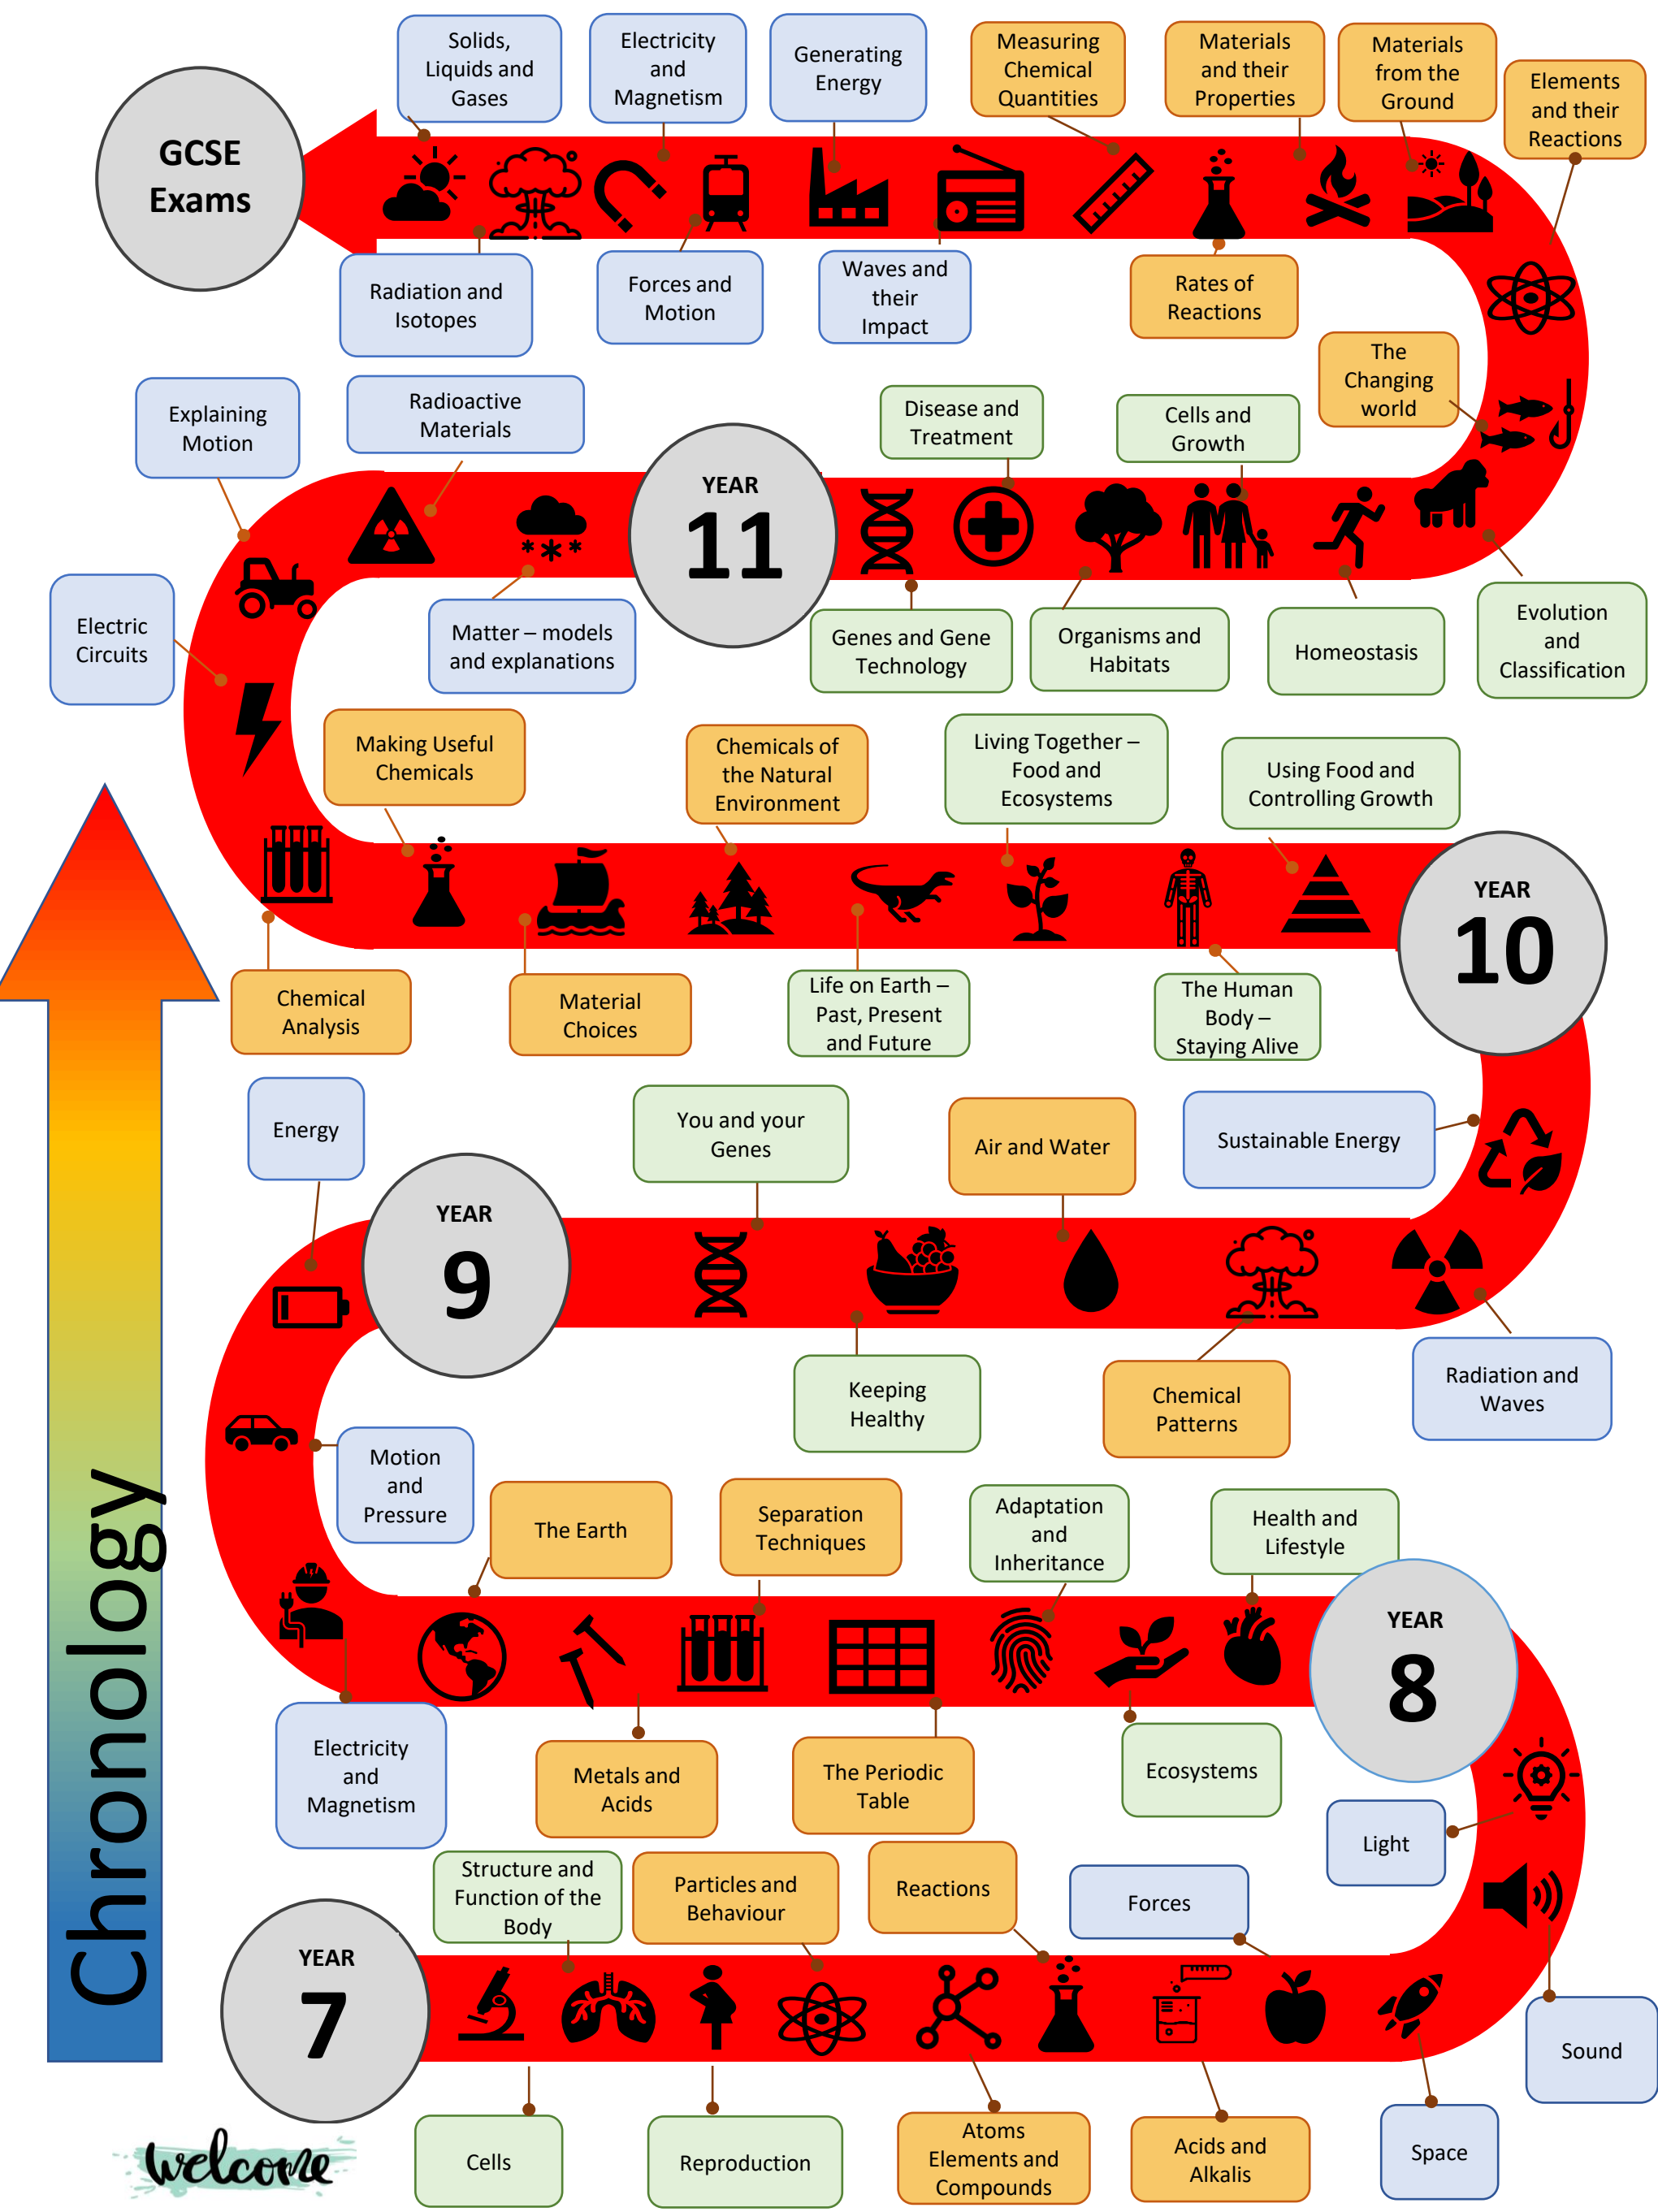 Solids,
Liquids and
Gases
Electricity
and
Magnetism
Generating
Energy
Measuring
Chemical
Quantities
Materials
and their
Properties
Materials
from the
Ground
Elements
and their
Reactions
GCSE
Exams
Radiation and
Isotopes
Forces and
Motion
Waves and
their
Impact
Rates of
Reactions
The
Changing
world
Explaining
Motion
Radioactive
Materials
Disease and
Treatment
Cells and
Growth
YEAR
11
Electric
Circuits
Matter – models
and explanations
Genes and Gene
Technology
Organisms and
Habitats
Homeostasis
Evolution
and
Classification
Making Useful
Chemicals
Chemicals of
the Natural
Environment
Living Together –
Food and
Ecosystems
Using Food and
Controlling Growth
YEAR
10
Chemical
Analysis
Material
Choices
Life on Earth –
Past, Present
and Future
The Human
Body –
Staying Alive
Energy
You and your
Genes
Air and Water
Sustainable Energy
YEAR
9
Keeping
Healthy
Chemical
Patterns
Radiation and
Waves
Motion
and
Pressure
The Earth
Separation
Techniques
Adaptation
and
Inheritance
Health and
Lifestyle
YEAR
8
Electricity
and
Magnetism
Metals and
Acids
The Periodic
Table
Ecosystems
Light
Structure and
Function of the
Body
Particles and
Behaviour
Reactions
Forces
YEAR
7
Sound
Cells
Reproduction
Atoms
Elements and
Compounds
Acids and
Alkalis
Space
Chronology
welcome